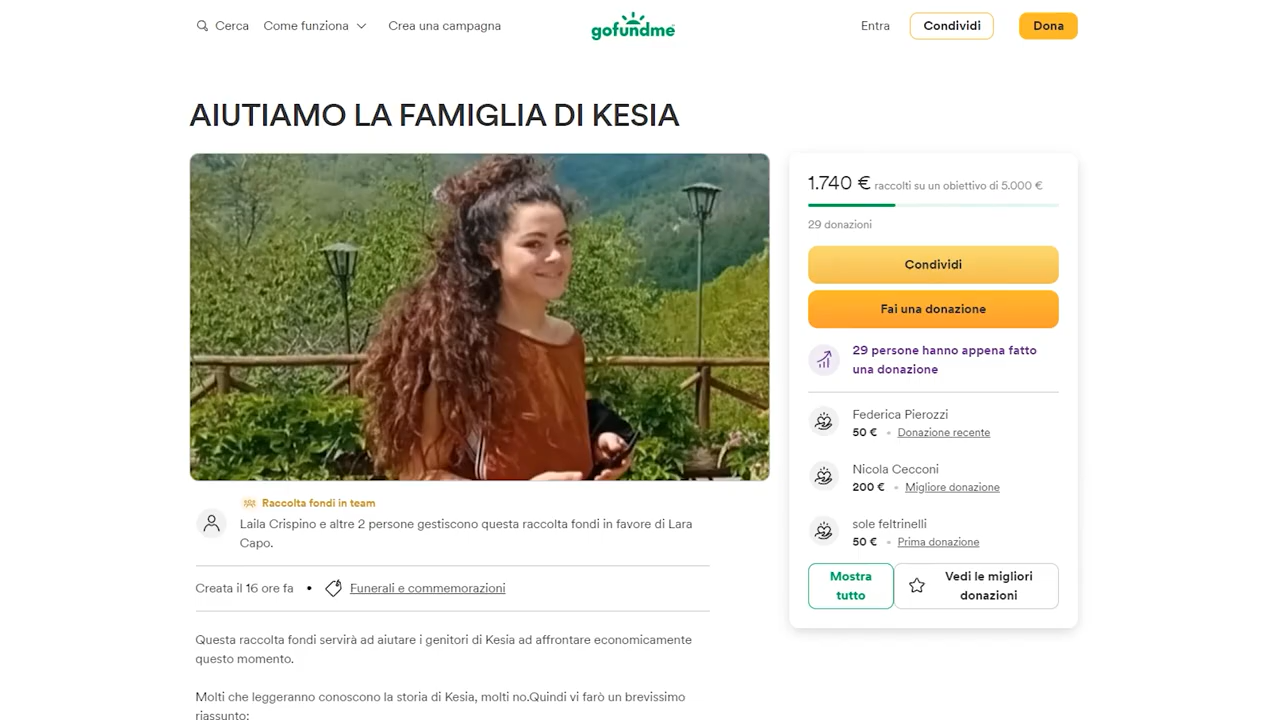 Cerca Come funziona Crea una campagna gofundme Entra Condividi Dona
AIUTIAMO LA FAMIGLIA DI KESIA
1.740 € raccolti su un obiettivo di 5.000 €
29 donazioni
Condividi
Fai una donazione
29 persone hanno appena fatto
una donazione
Federica Pierozzi
50 € • Donazione recente
Nicola Cecconi
200 € • Migliore donazione
sole feltrinelli
50 € • Prima donazione
Mostra
tutto
Vedi le migliori
donazioni
Raccolta fondi in team
Laila Crispino e altre 2 persone gestiscono questa raccolta fondi in favore di Lara
Capo.
Creata il 16 ore fa • Funerali e commemorazioni
Questa raccolta fondi servirà ad aiutare i genitori di Kesia ad affrontare economicamente
questo momento.
Molti che leggeranno conoscono la storia di Kesia, molti no.Quindi vi farò un brevissimo
riassunto: